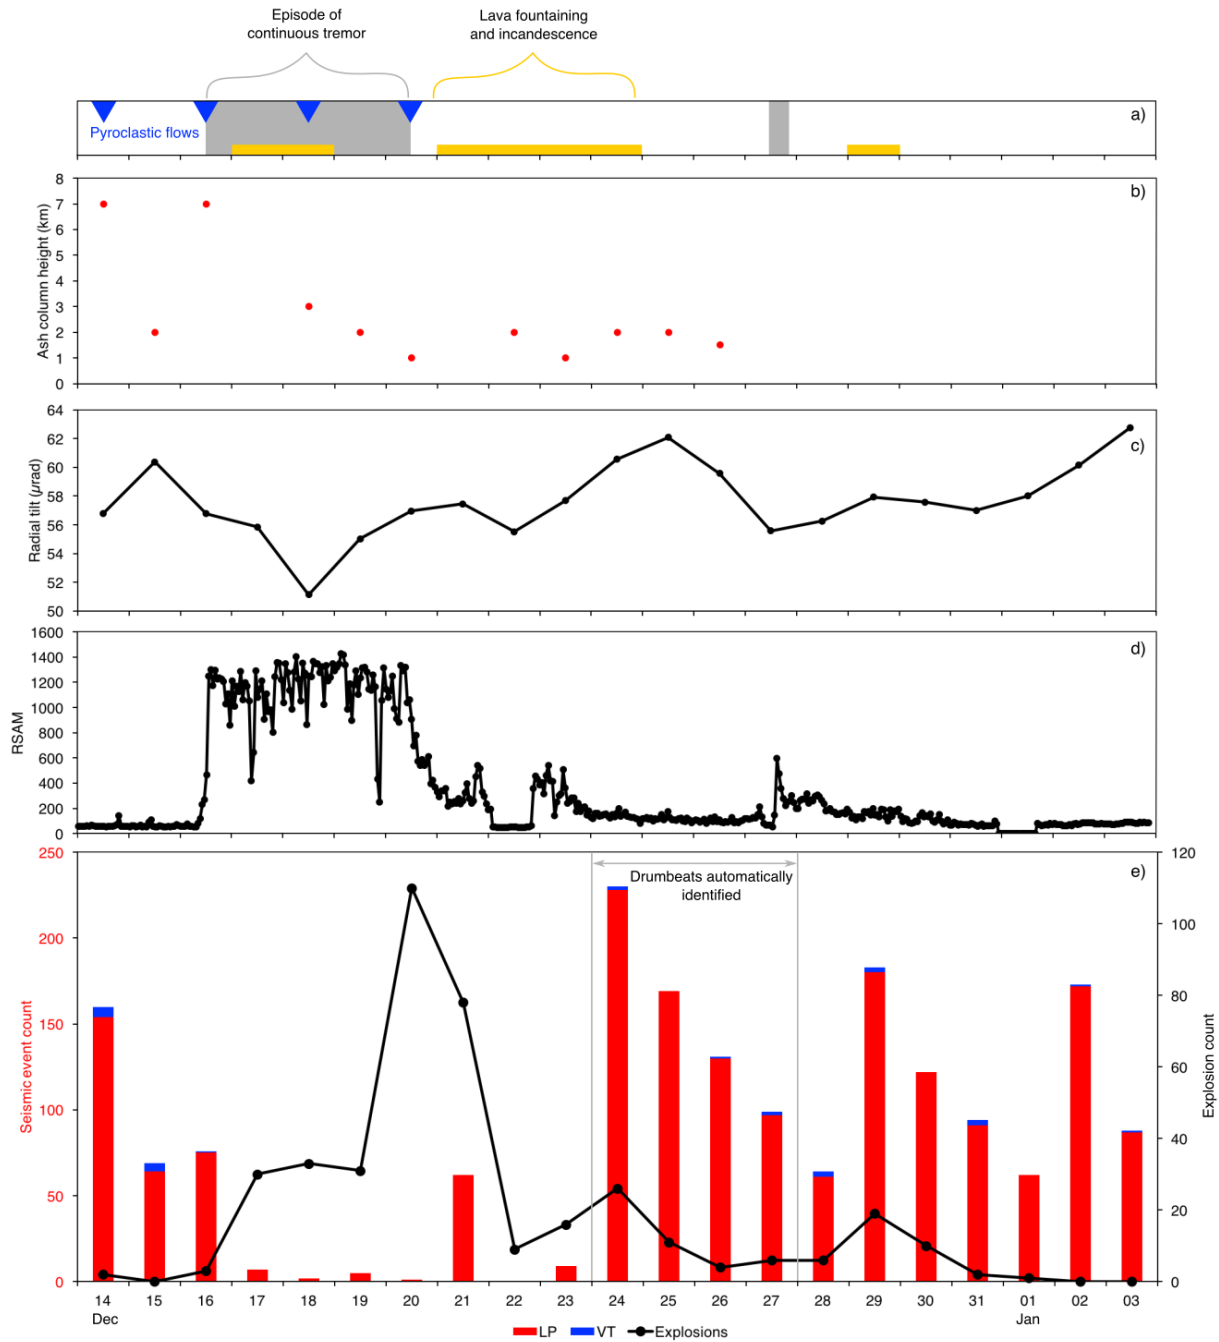 Episode of
continuous tremor
Lava fountaining
and incandescence
a)
Pyroclastic flows
b)
Ash column height (km)
8
7
6
5
4
3
2
1
0
c)
Radial tilt (μrad)
64
62
60
58
56
54
52
50
d)
RSAM
1600
1400
1200
1000
800
600
400
200
0
e)
Drumbeats automatically
identified
Seismic event count
250
200
150
100
50
0
Explosion count
120
100
80
60
40
20
0
14 15 16 17 18 19 20 21 22 23 24 25 26 27 28 29 30 31 01 02 03
Dec Jan
LP VT Explosions